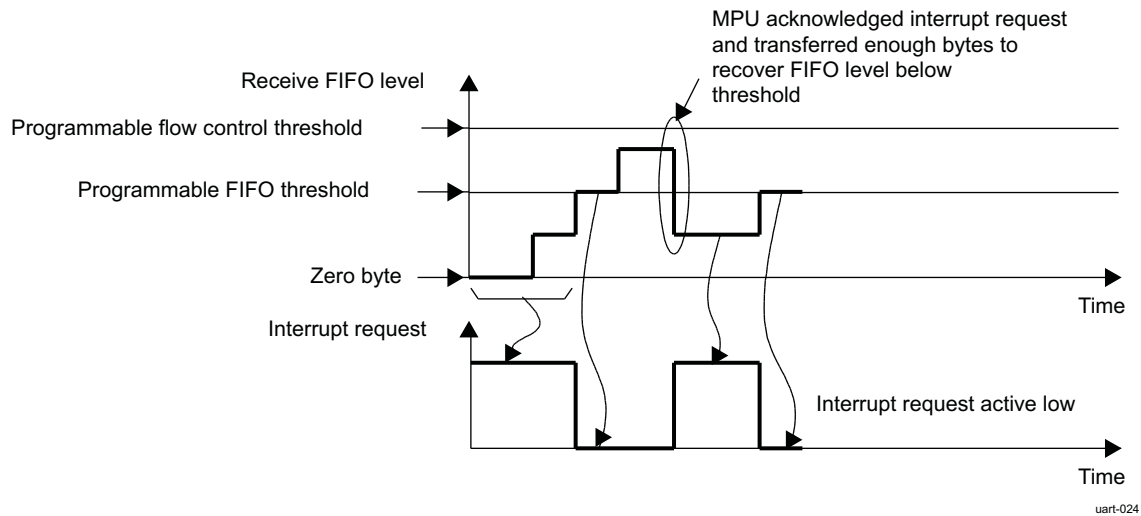 MPU acknowledged interrupt request
and transferred enough bytes to
recover FIFO level below
threshold
Receive FIFO level
Programmable flow control threshold
Programmable FIFO threshold
Zero byte
Time
Interrupt request
Interrupt request active low
Time
uart-024